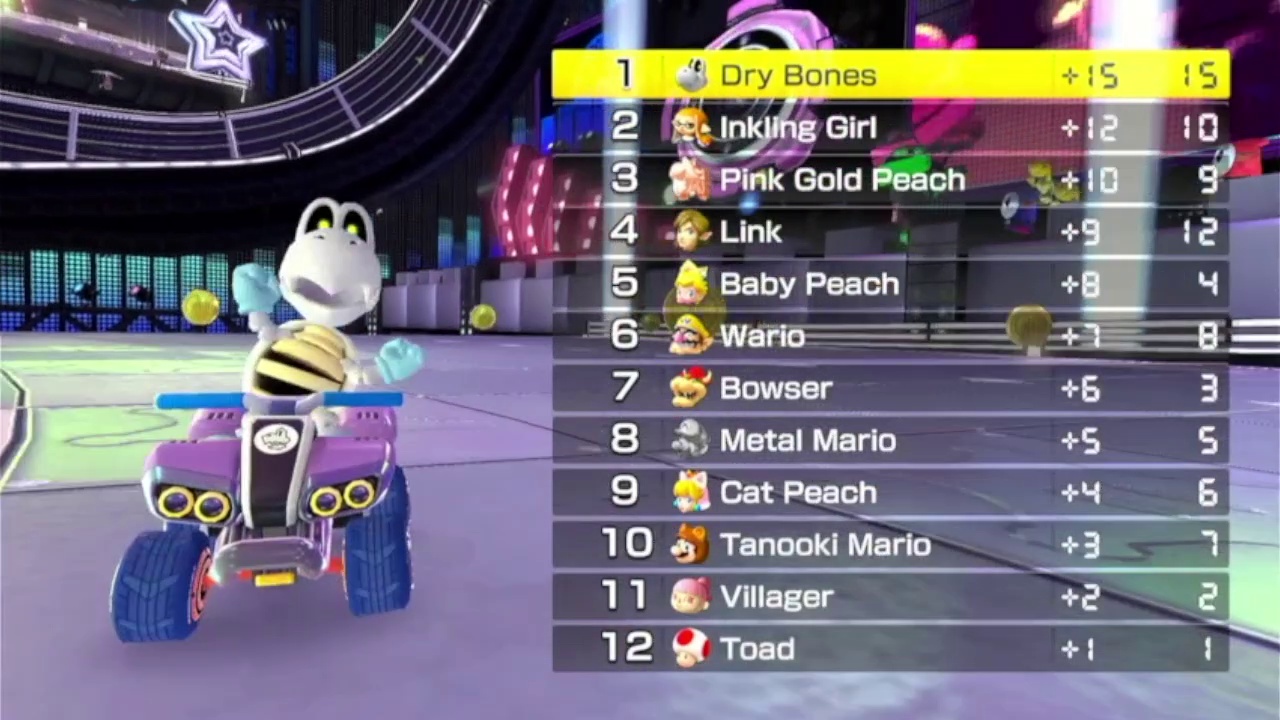 1 Dry Bones +15 15
2 Inkling Girl +12 10
3 Pink Gold Peach +10 9
4 Link +9 12
5 Baby Peach +8 4
6 Wario +7 8
7 Bowser +6 3
8 Metal Mario +5 5
9 Cat Peach +4 6
10 Tanooki Mario +3 7
11 Villager +2 2
12 Toad +1 1